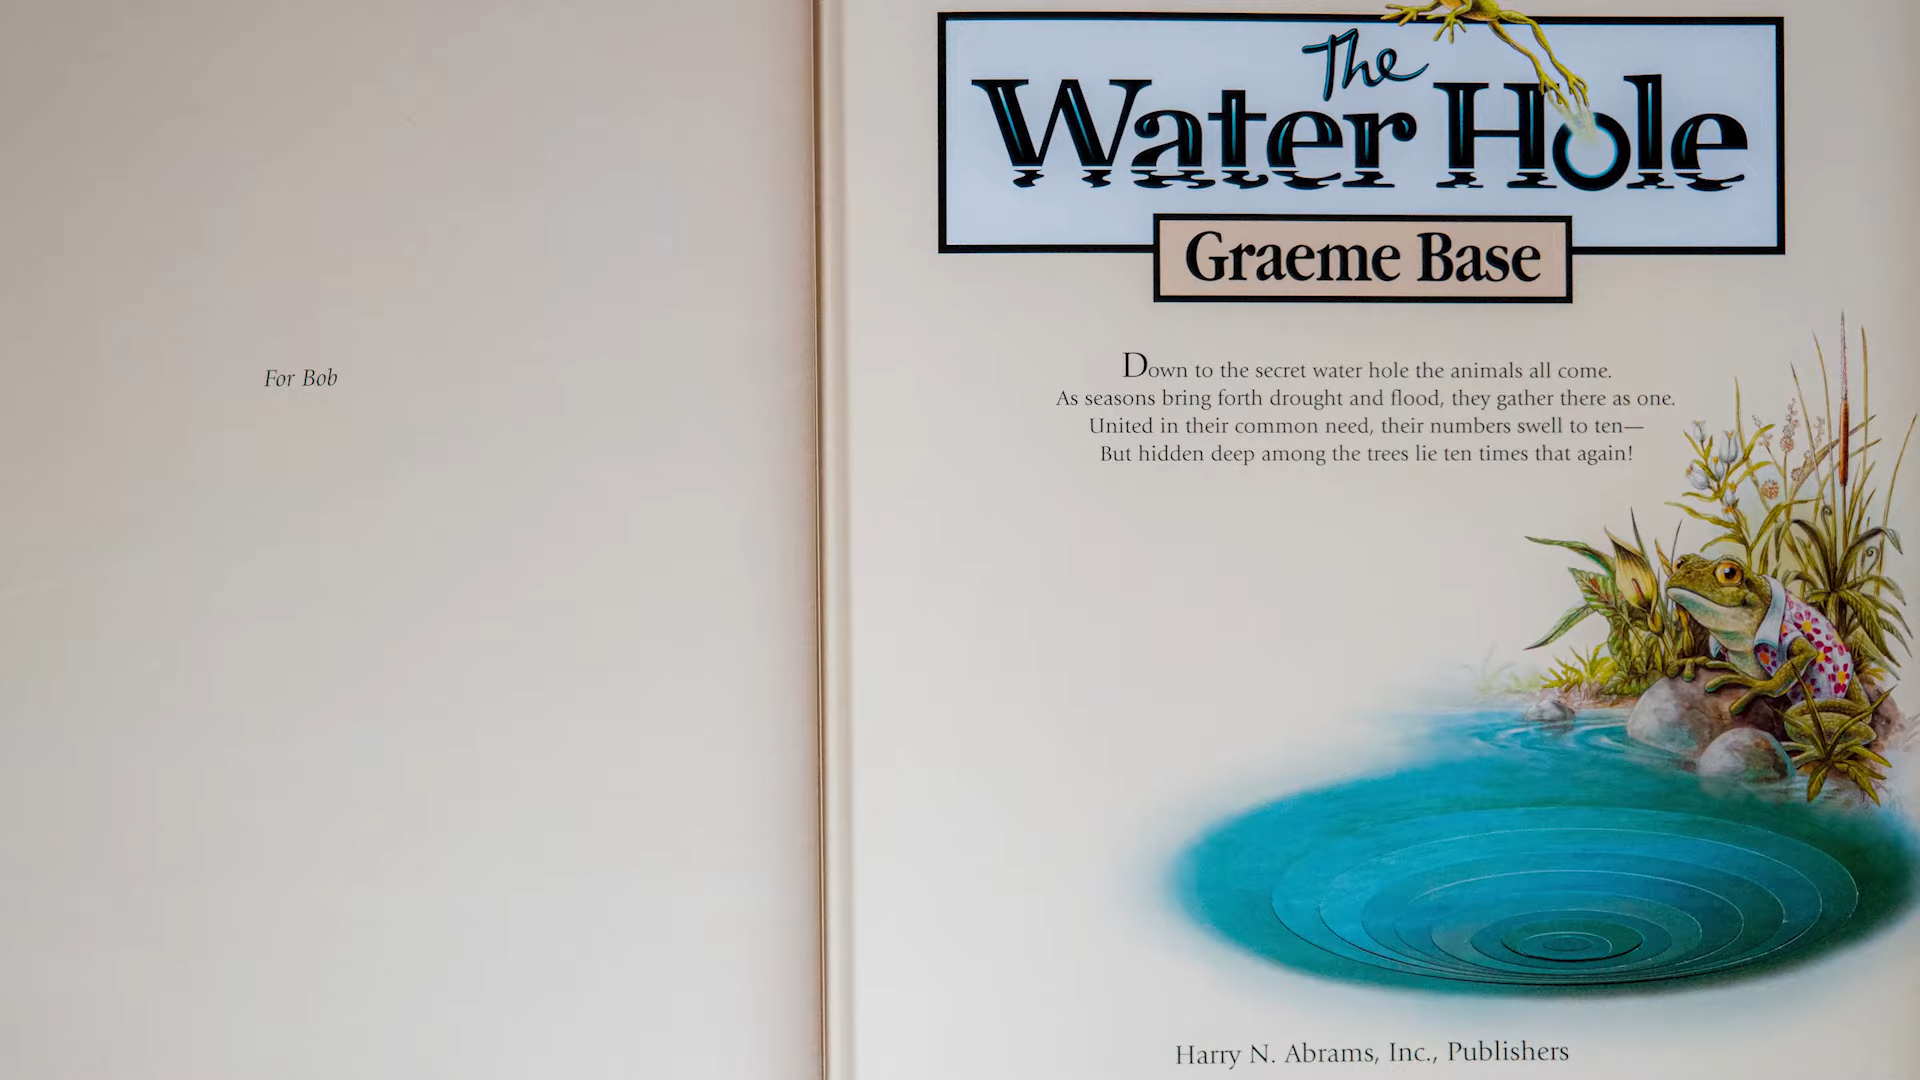 For Bob
The
Water Hole
Graeme Base
Down to the secret water hole the animals all come.
As seasons bring forth drought and flood, they gather there as one.
United in their common need, their numbers swell to ten—
But hidden deep among the trees lie ten times that again!
Harry N. Abrams, Inc., Publishers